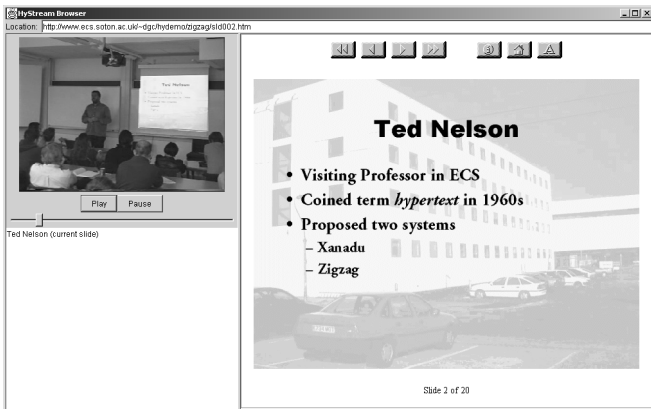 HyStream Browser
Location: http://www.ecs.soton.ac.uk/~dgc/hydemo/zigzag/sld002.htm
Ted Nelson
Play Pause
Ted Nelson (current slide)
Ted Nelson
• Visiting Professor in ECS
• Coined term hypertext in 1960s
• Proposed two systems
– Xanadu
– Zigzag
Slide 2 of 20